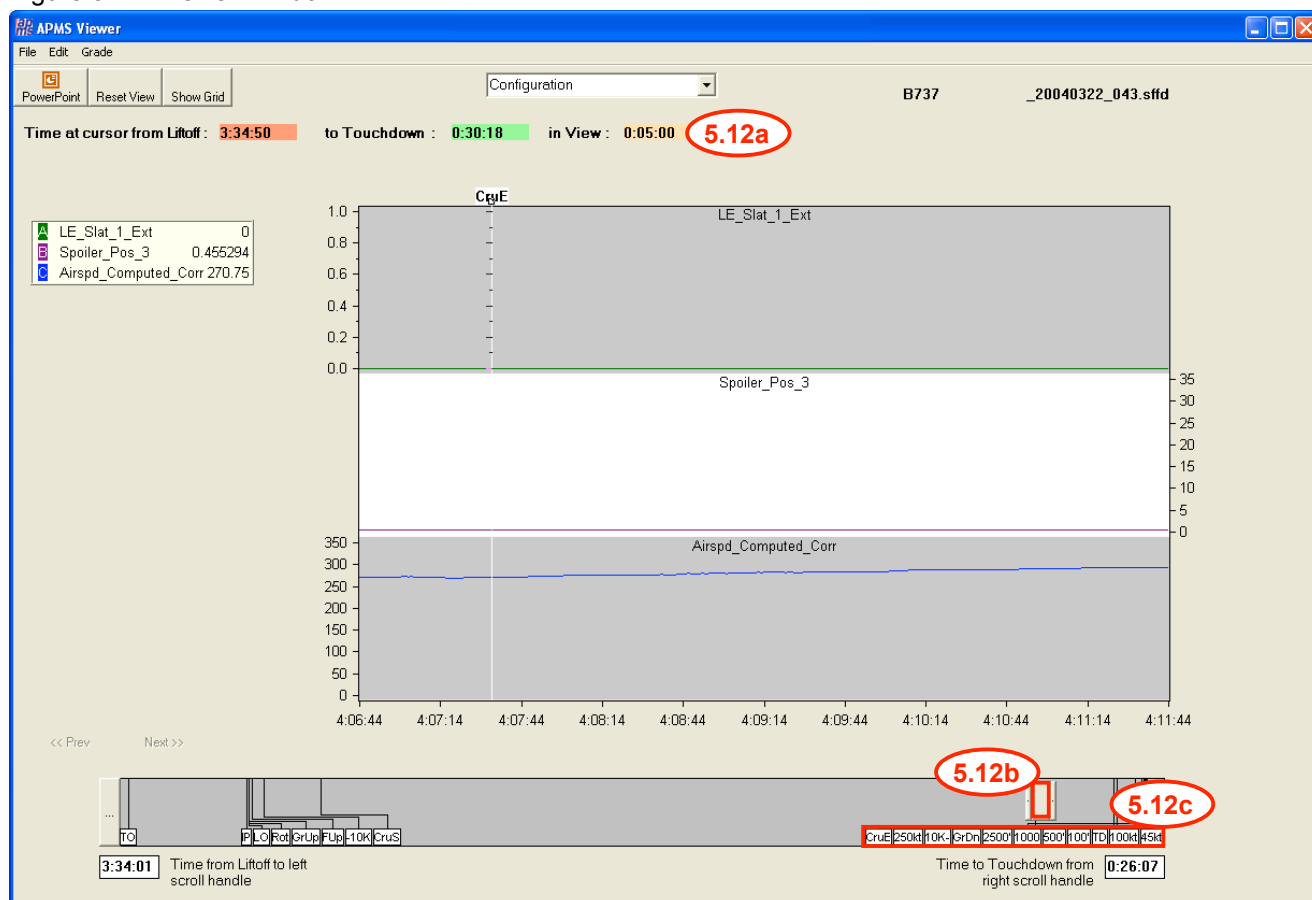 APMS Viewer
File Edit Grade
PowerPoint Reset View Show Grid
Configuration
B737 _20040322_043.sffd
Time at cursor from Liftoff : 3:34:50 to Touchdown : 0:30:18 in View : 0:05:00 5.12a
CruE
A LE_Slat_1_Ext 0
B Spoiler_Pos_3 0.455294
C Airspd_Computed_Corr 270.75
LE_Slat_1_Ext
1.0
0.8
0.6
0.4
0.2
0.0
Spoiler_Pos_3
35
30
25
20
15
10
5
0
Airspd_Computed_Corr
350
300
250
200
150
100
50
0
4:06:44 4:07:14 4:07:44 4:08:14 4:08:44 4:09:14 4:09:44 4:10:14 4:10:44 4:11:14 4:11:44
<< Prev Next >>
5.12b
5.12c
...
TO IP LO Rot GrUp FUp -10K CruS CruE 250kt 10K- GrDn 2500' 1000 500' 100' TD 100kt 45kt
3:34:01 Time from Liftoff to left scroll handle
Time to Touchdown from right scroll handle 0:26:07